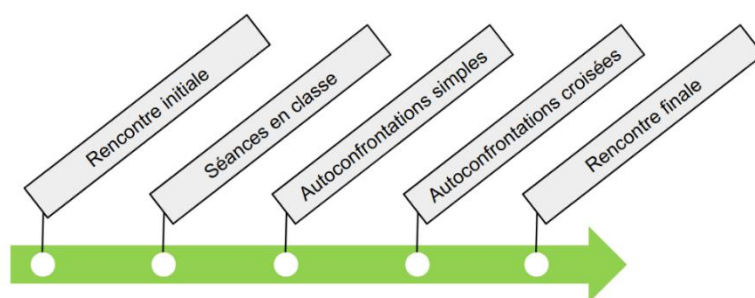 Rencontre initiale
Séances en classe
Autoconfrontations simples
Autoconfrontations croisées
Rencontre finale